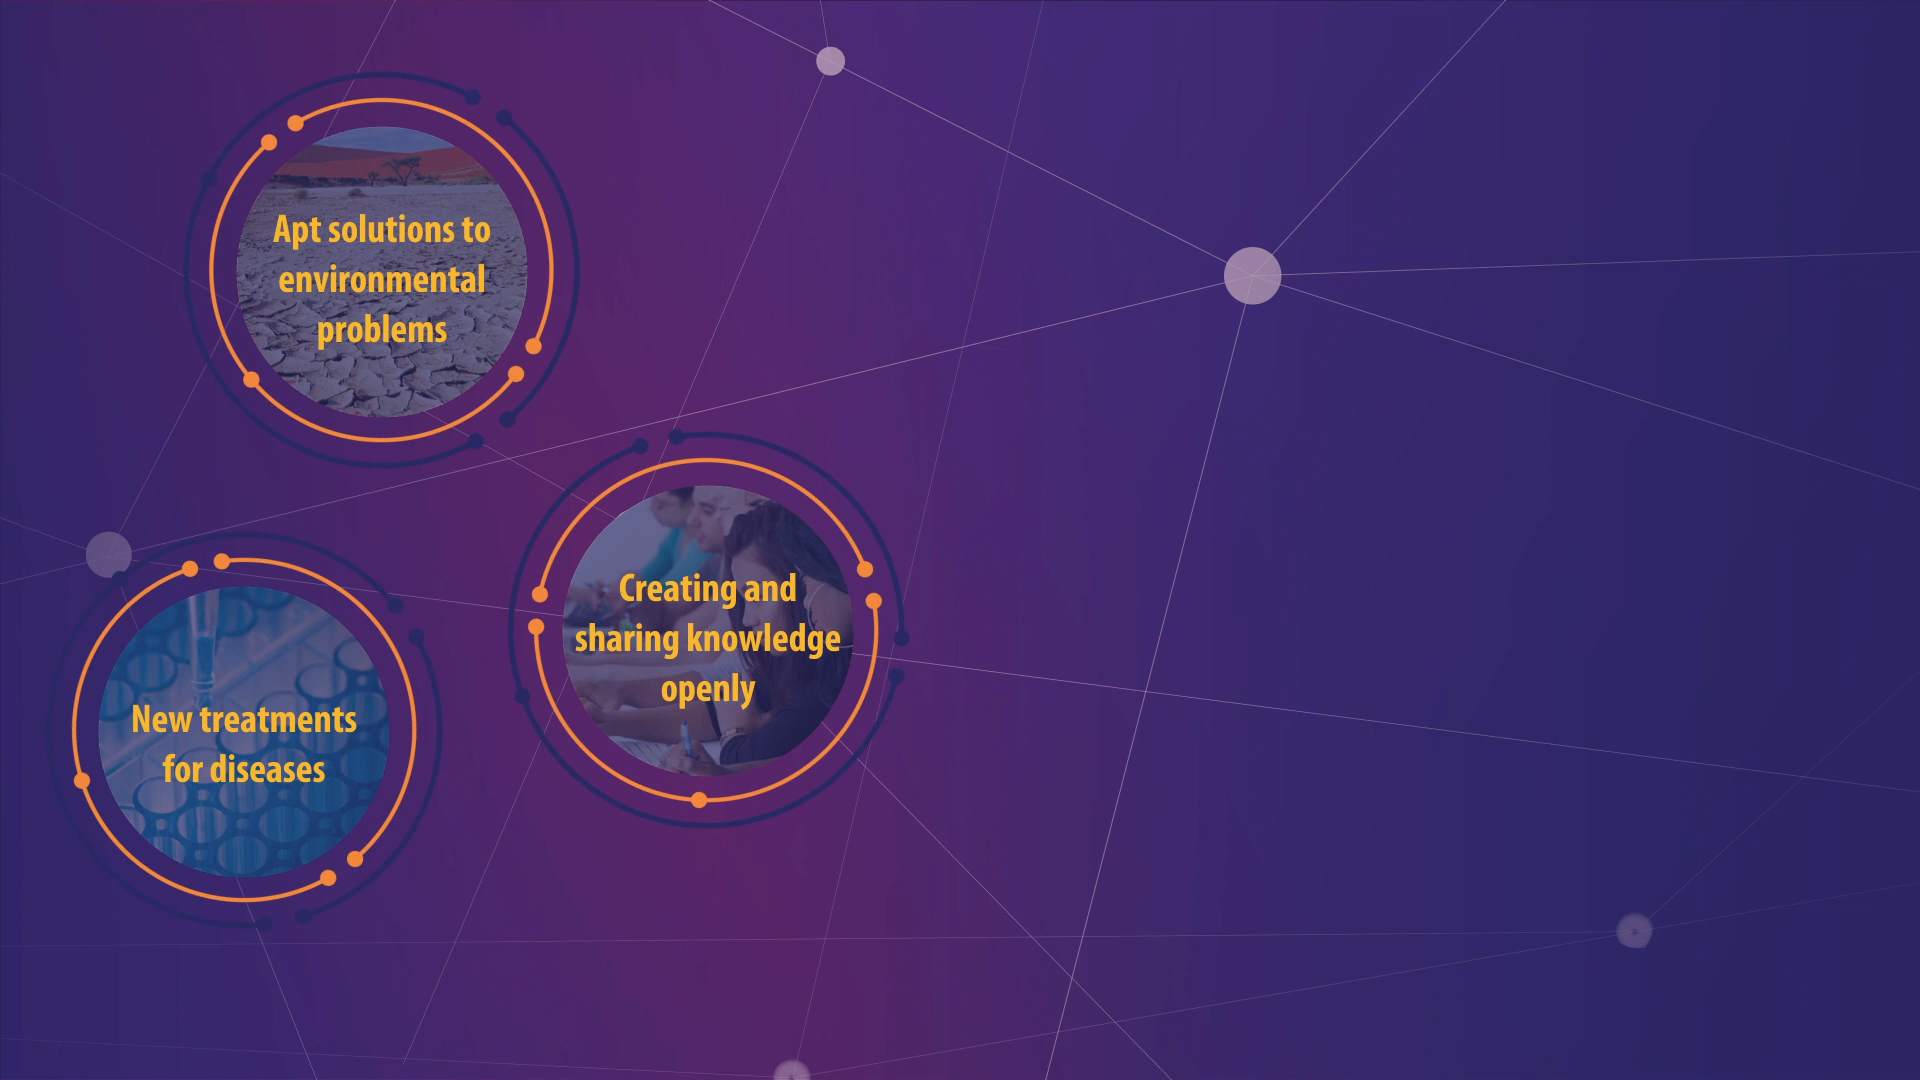 Apt solutions to
environmental
problems
Creating and
sharing knowledge
openly
New treatments
for diseases